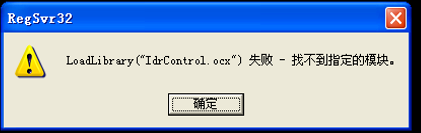 RegSvr32
LoadLibrary("IdrControl.ocx") 失败 - 找不到指定的模块。
确定